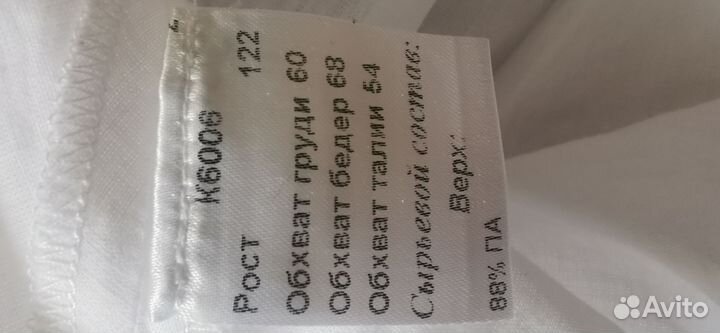 К6006
Рост 122
Обхват груди 60
Обхват бедер 68
Обхват талии 54
Сырьевой состав:
Верх:
88% ПА
Avito